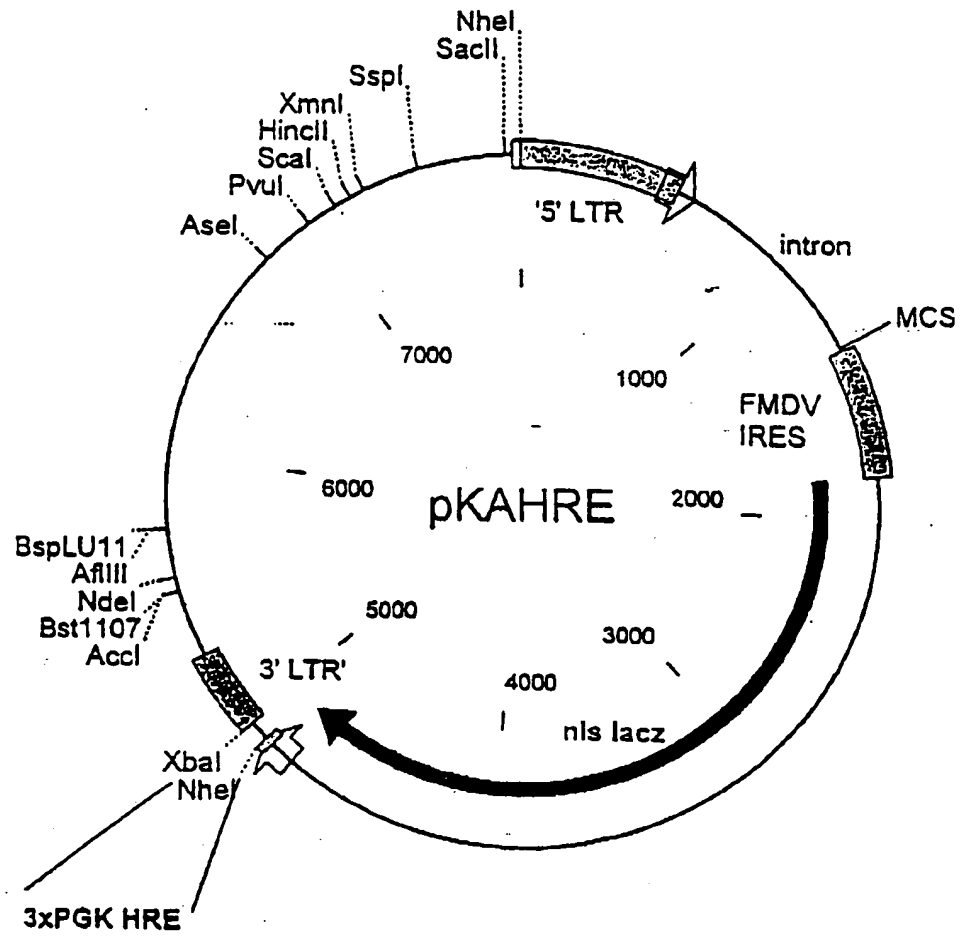 NheI
SacII
SspI
XmnI
HincII
ScaI
PvuI
AseI
'5' LTR
intron
MCS
7000
1000
FMDV
IRES
6000
pKAHRE
2000
BspLU11
AflIII
NdeI
Bst1107
AccI
5000
3000
3' LTR'
4000
nls lacz
XbaI
NheI
3xPGK HRE